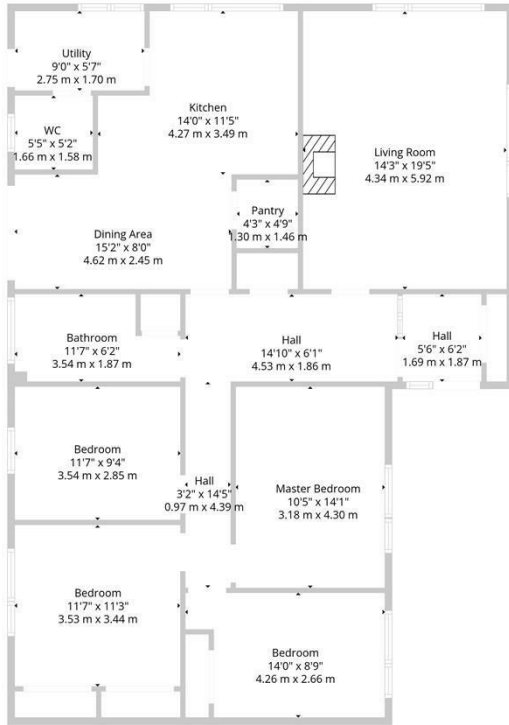 Utility
9'0" x 5'7"
2.75 m x 1.70 m
Kitchen
14'0" x 11'5"
4.27 m x 3.49 m
WC
5'5" x 5'2"
1.66 m x 1.58 m
Living Room
14'3" x 19'5"
4.34 m x 5.92 m
Pantry
4'3" x 4'9"
1.30 m x 1.46 m
Dining Area
15'2" x 8'0"
4.62 m x 2.45 m
Bathroom
11'7" x 6'2"
3.54 m x 1.87 m
Hall
14'10" x 6'1"
4.53 m x 1.86 m
Hall
5'6" x 6'2"
1.69 m x 1.87 m
Bedroom
11'7" x 9'4"
3.54 m x 2.85 m
Hall
3'2" x 14'5"
0.97 m x 4.39 m
Master Bedroom
10'5" x 14'1"
3.18 m x 4.30 m
Bedroom
11'7" x 11'3"
3.53 m x 3.44 m
Bedroom
14'0" x 8'9"
4.26 m x 2.66 m